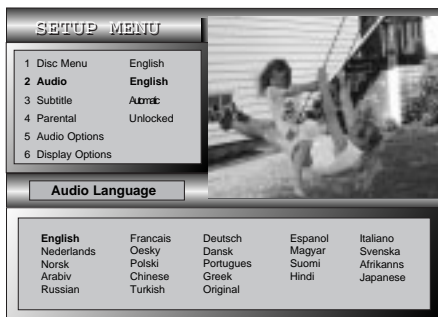 SETUP MENU
1 Disc Menu English
2 Audio English
3 Subtitle Automatic
4 Parental Unlocked
5 Audio Options
6 Display Options
Audio Language
English Francais Deutsch Espanol Italiano
Nederlands Oesky Dansk Magyar Svenska
Norsk Polski Portugues Suomi Afrikanns
Arabiv Chinese Greek Hindi Japanese
Russian Turkish Original